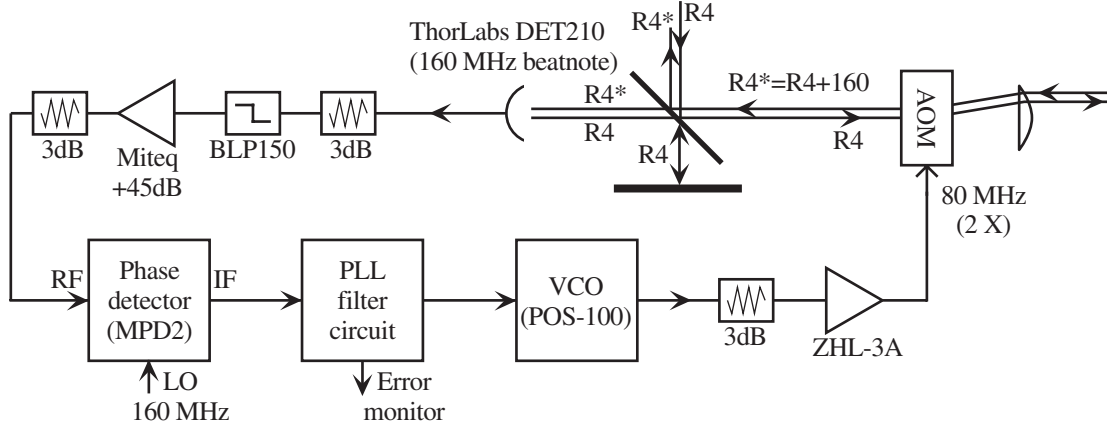 ThorLabs DET210
(160 MHz beatnote)
R4*
R4
R4*
R4
R4*=R4+160
R4
R4
AOM
3dB
Miteq
+45dB
BLP150
3dB
80 MHz
(2 X)
RF
Phase
detector
(MPD2)
IF
PLL
filter
circuit
VCO
(POS-100)
3dB
ZHL-3A
LO
160 MHz
Error
monitor